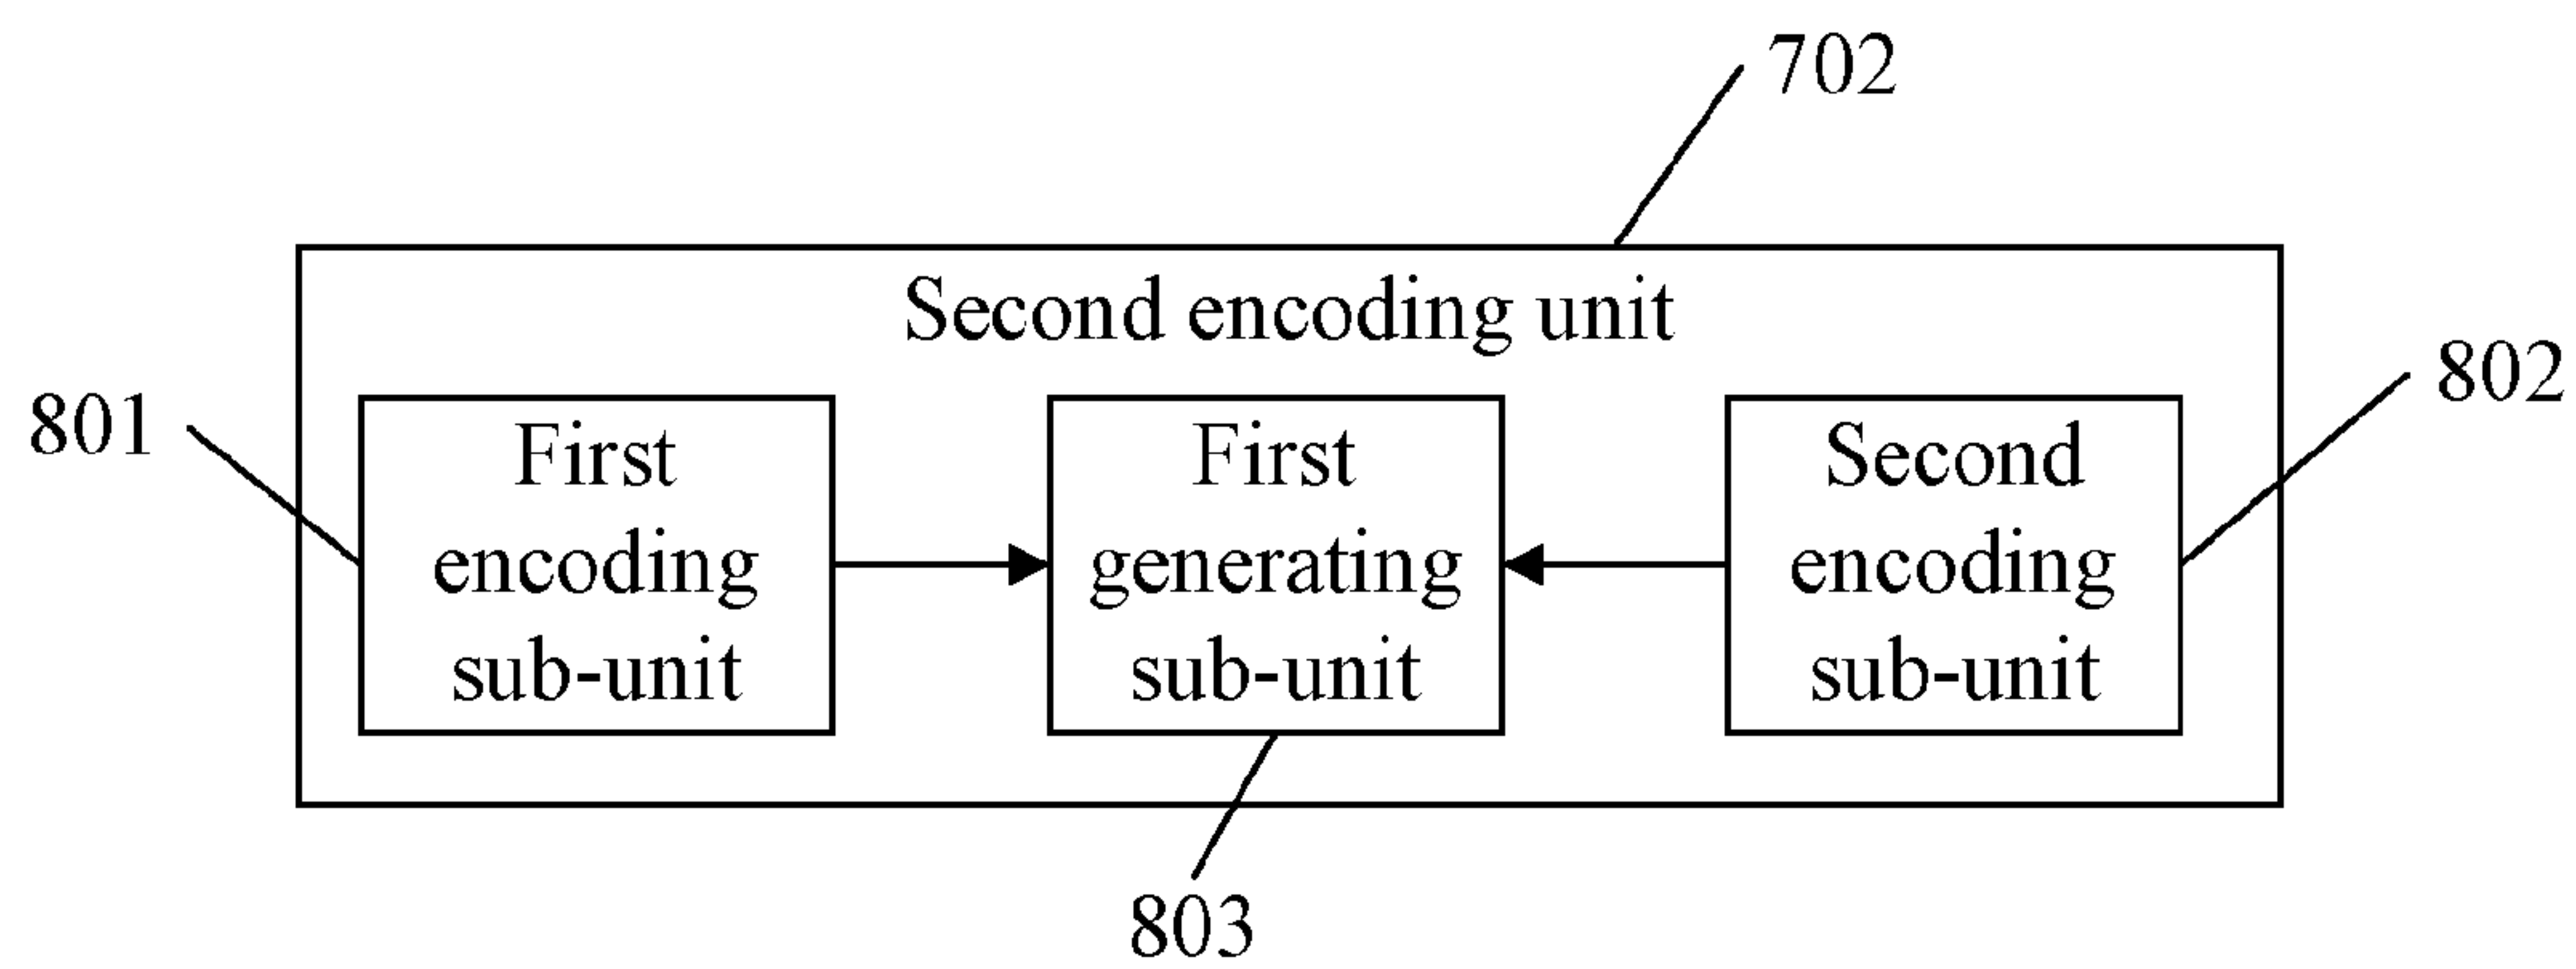 702
Second encoding unit
801
First
encoding
sub-unit
First
generating
sub-unit
Second
encoding
sub-unit
802
803